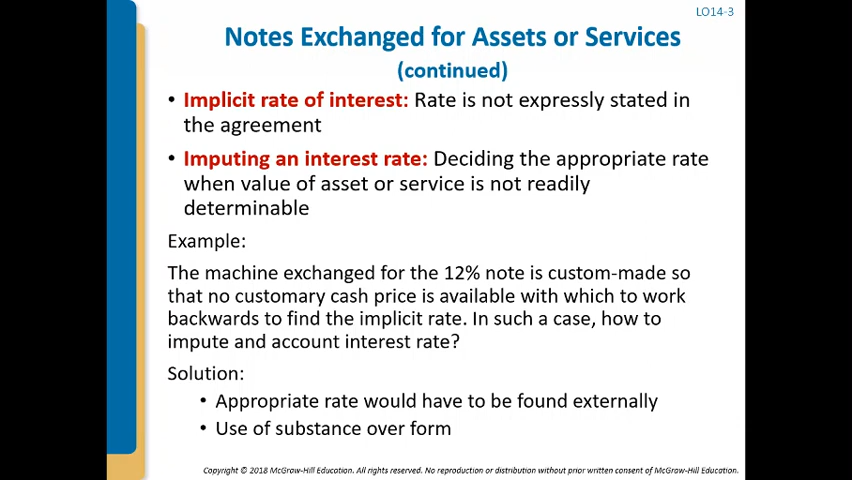 LO14-3
Notes Exchanged for Assets or Services
(continued)
• Implicit rate of interest: Rate is not expressly stated in
the agreement
• Imputing an interest rate: Deciding the appropriate rate
when value of asset or service is not readily
determinable
Example:
The machine exchanged for the 12% note is custom-made so
that no customary cash price is available with which to work
backwards to find the implicit rate. In such a case, how to
impute and account interest rate?
Solution:
• Appropriate rate would have to be found externally
• Use of substance over form
Copyright © 2018 McGraw-Hill Education. All rights reserved. No reproduction or distribution without prior written consent of McGraw-Hill Education.